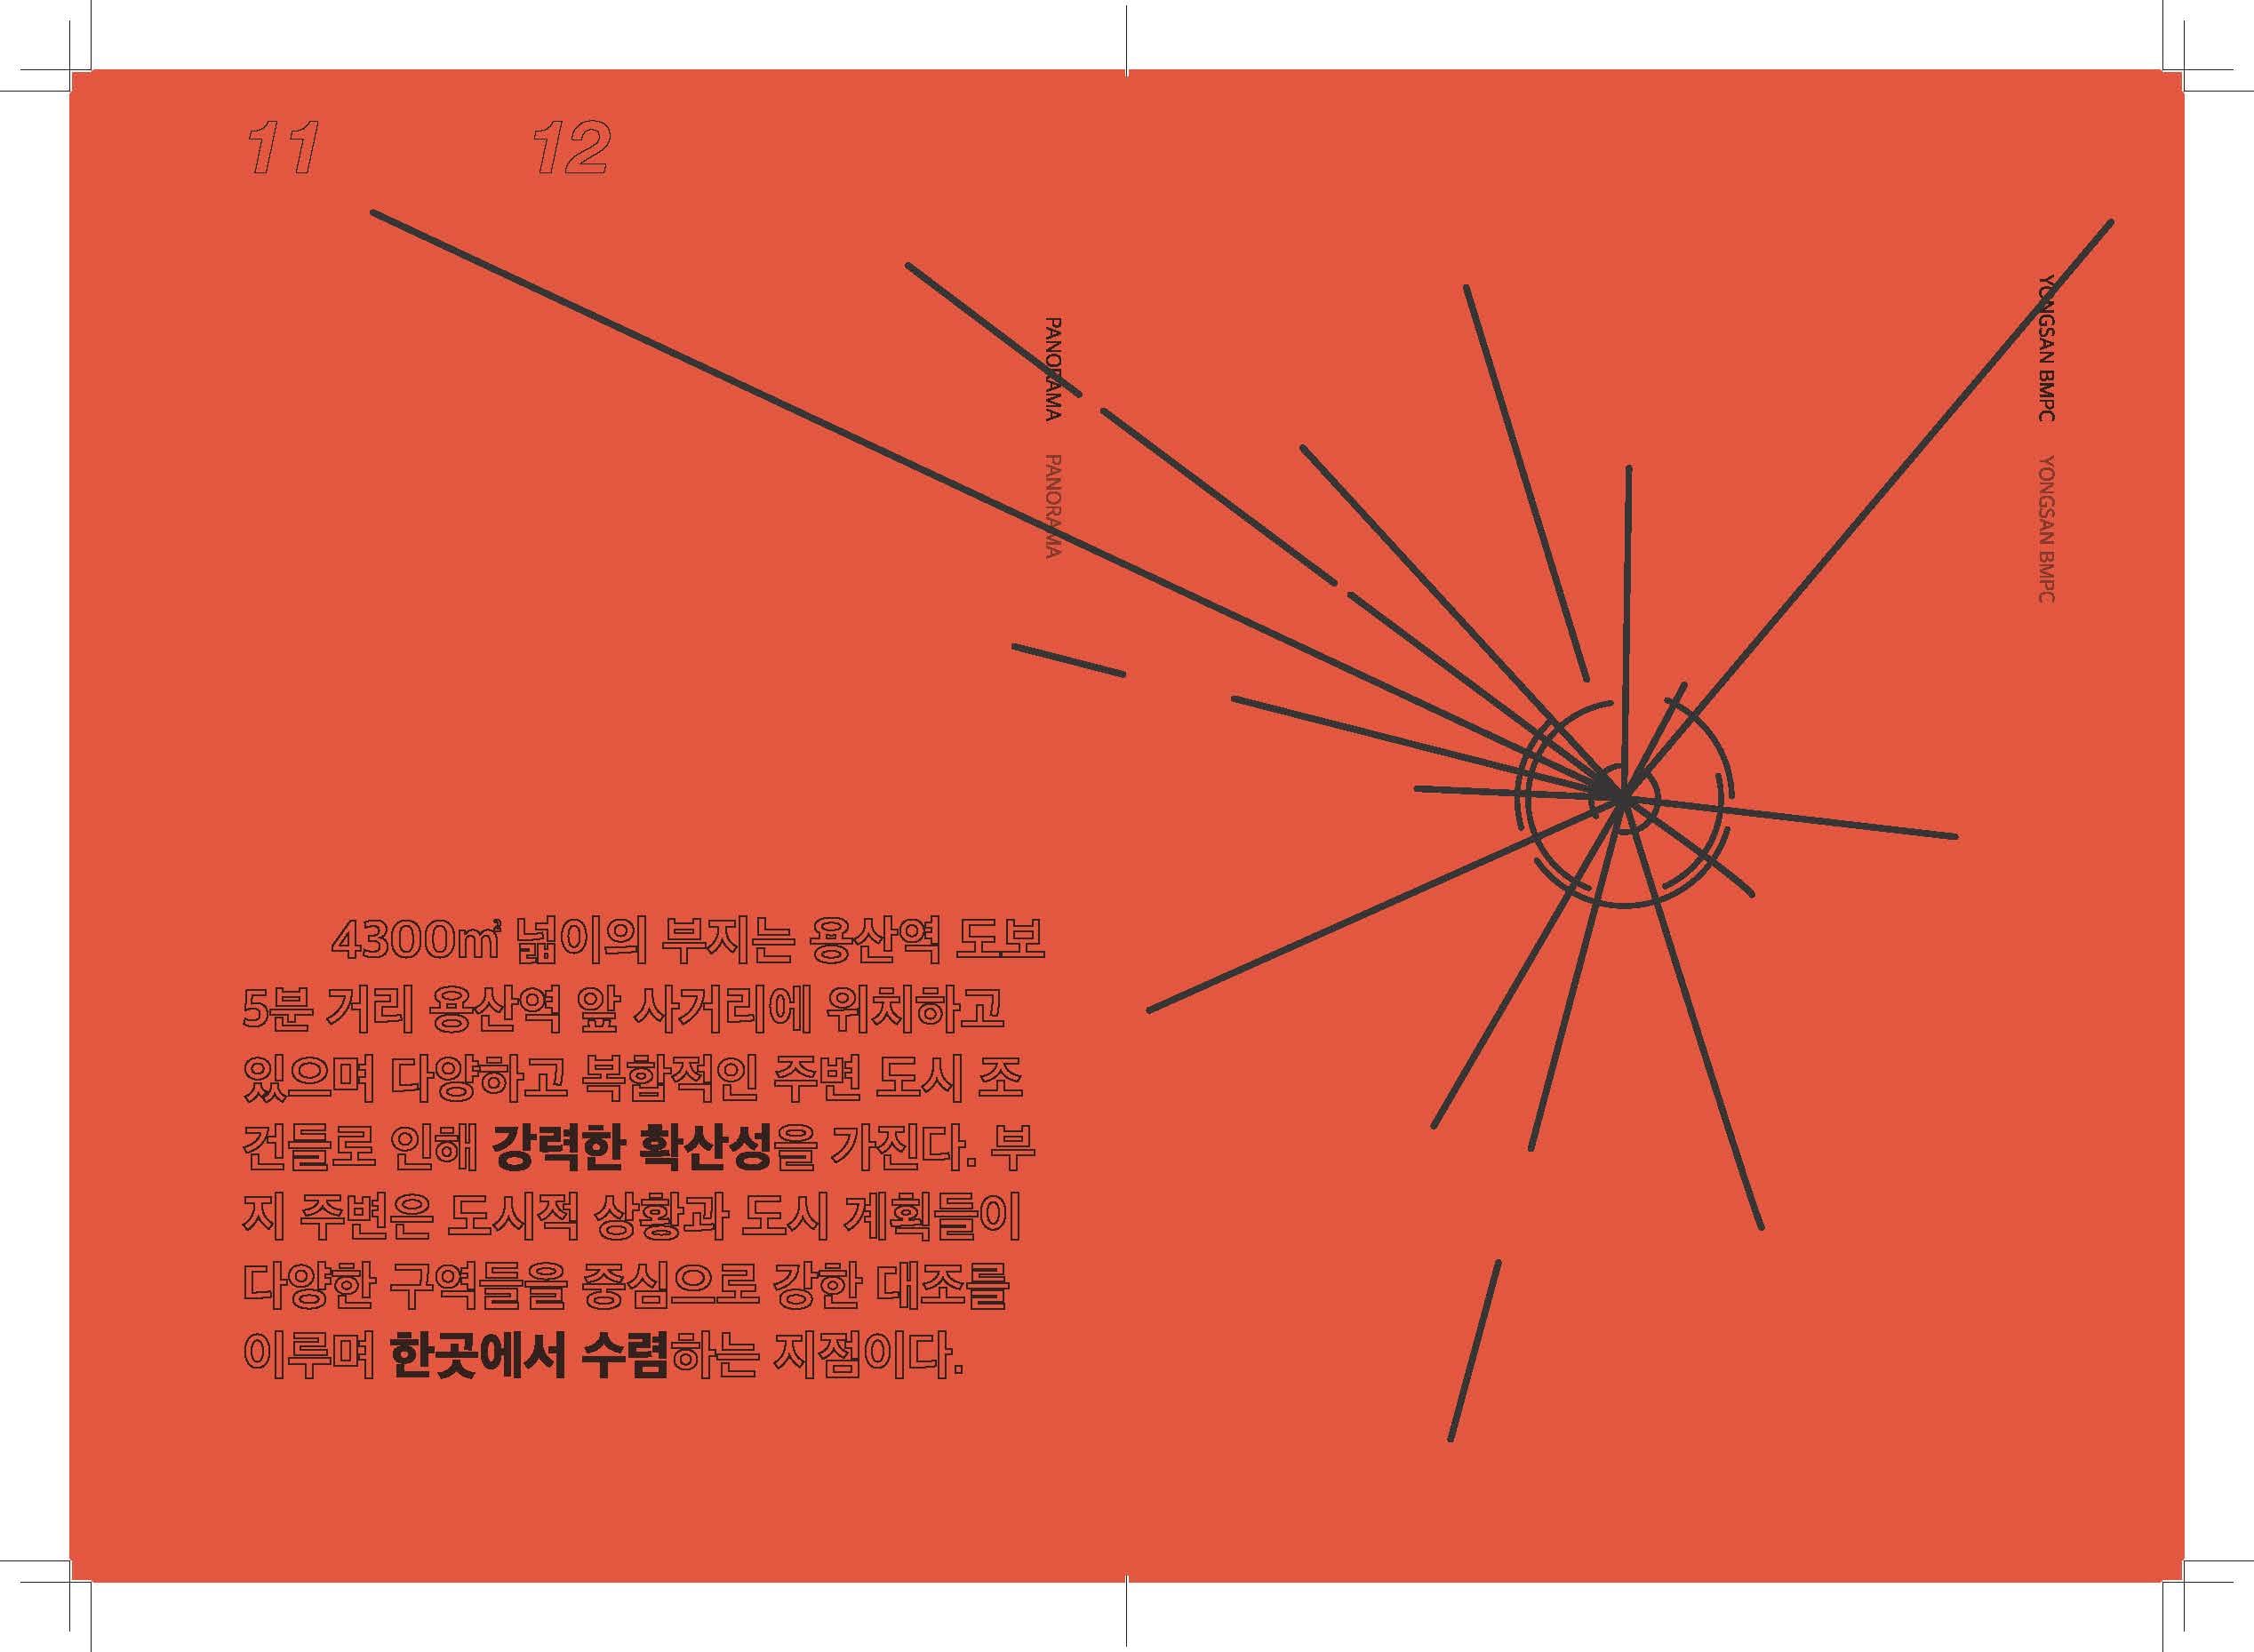 11 12
PANORAMA PANORAMA
YONGSAN BMPC YONGSAN BMPC
4300㎡ 넓이의 부지는 용산역 도보
5분 거리 용산역 앞 사거리에 위치하고
있으며 다양하고 복합적인 주변 도시 조
건들로 인해 강력한 확산성을 가진다. 부
지 주변은 도시적 상황과 도시 계획들이
다양한 구역들을 중심으로 강한 대조를
이루며 한곳에서 수렴하는 지점이다.